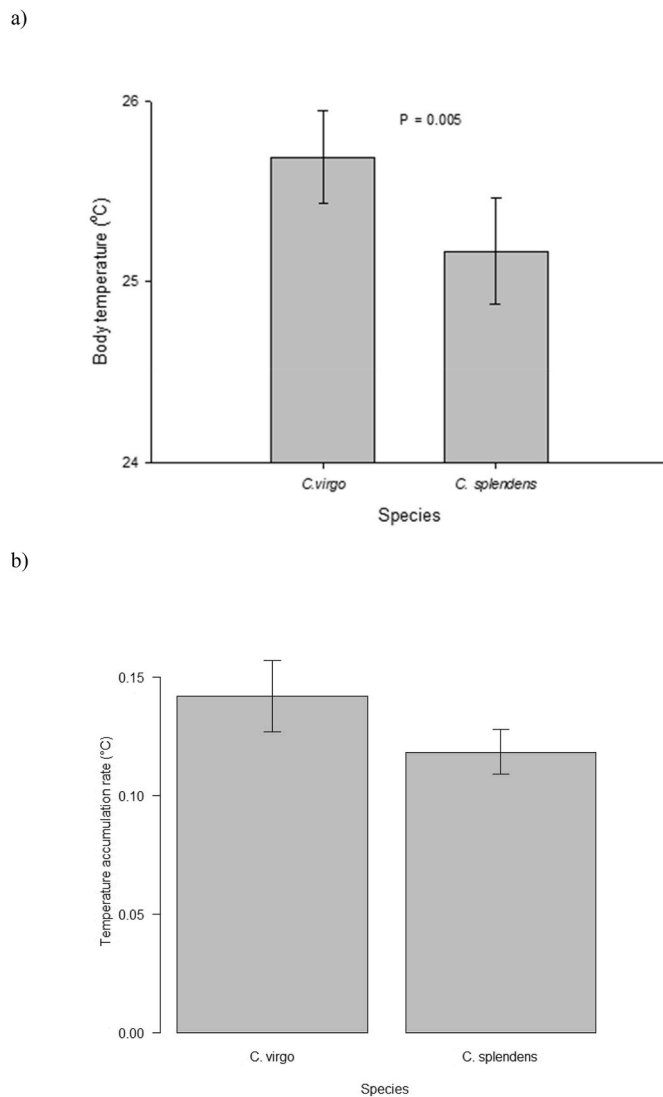 a)
26
P = 0.005
25
24
Body temperature (ºC)
C.virgo
C. splendens
Species
b)
0.15
0.10
0.05
0.00
Temperature accumulation rate (°C)
C. virgo
C. splendens
Species